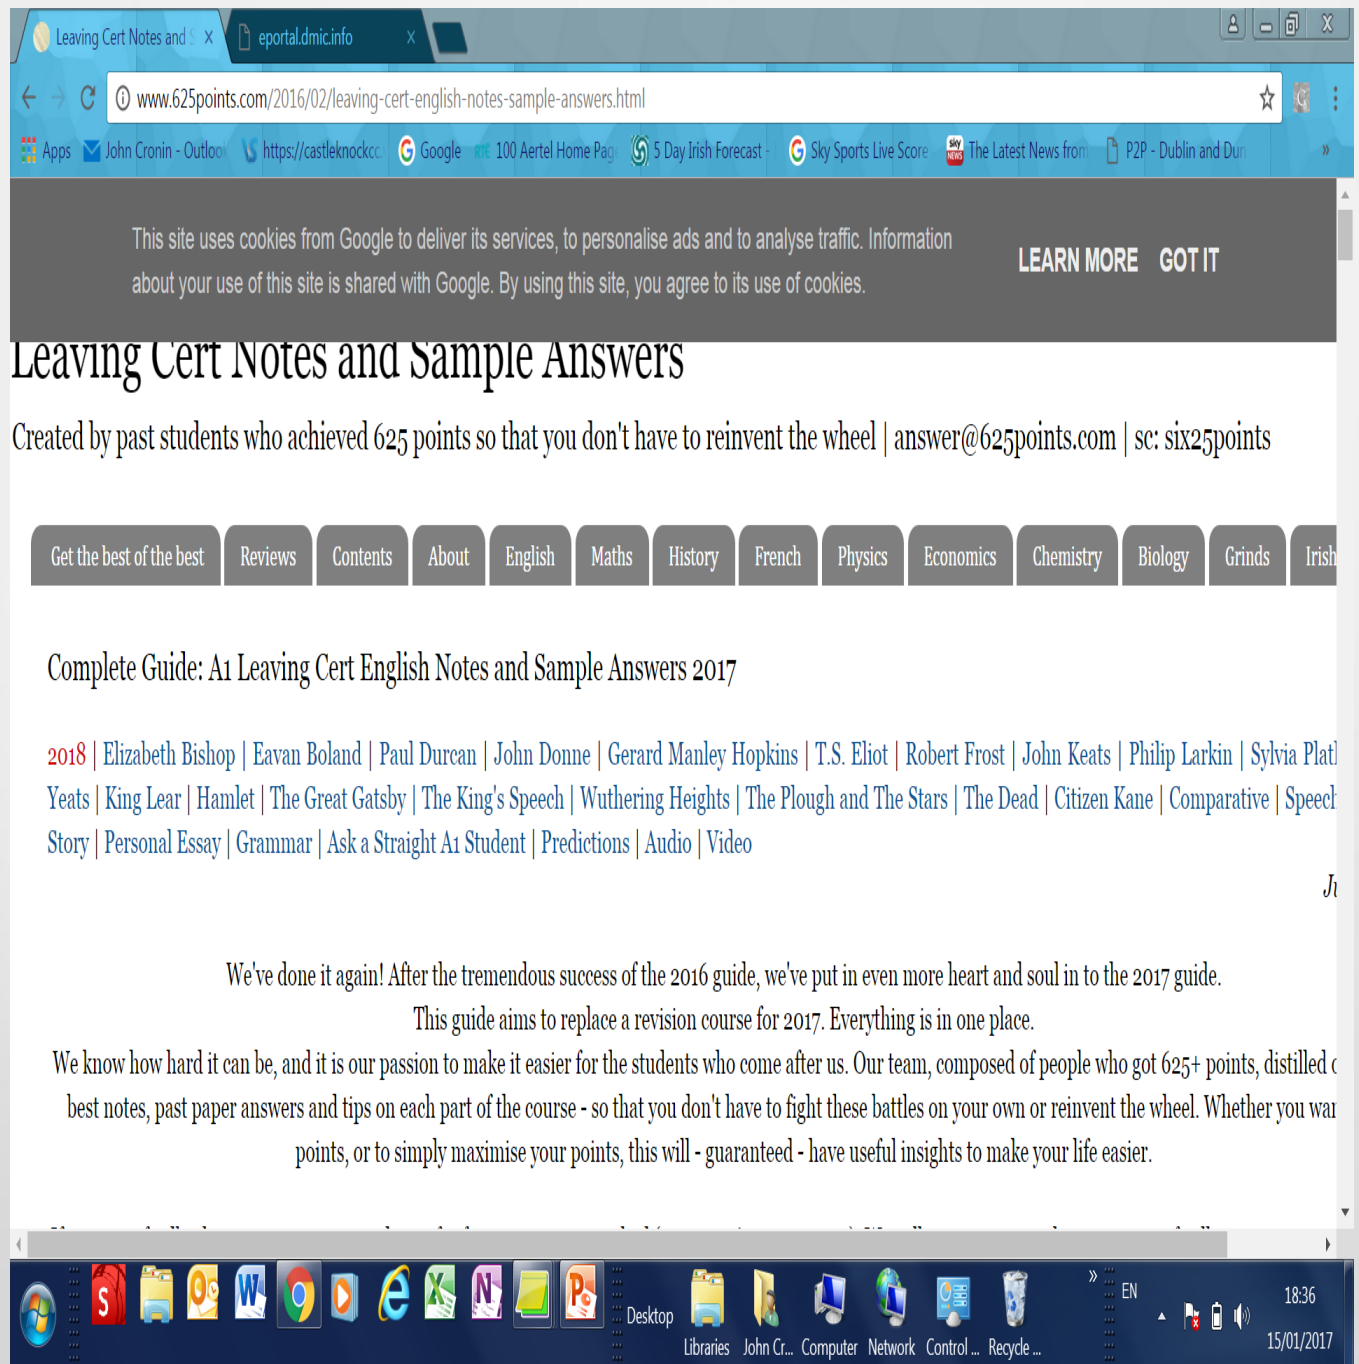 Leaving Cert Notes and S
eportal.dmic.info
www.625points.com/2016/02/leaving-cert-english-notes-sample-answers.html
Apps John Cronin - Outlook https://castleknockcc. Google RTÉ 100 Aertel Home Pag 5 Day Irish Forecast - Sky Sports Live Score sky NEWS The Latest News from P2P - Dublin and Dun »
This site uses cookies from Google to deliver its services, to personalise ads and to analyse traffic. Information
about your use of this site is shared with Google. By using this site, you agree to its use of cookies.
LEARN MORE GOT IT
Leaving Cert Notes and Sample Answers
Created by past students who achieved 625 points so that you don't have to reinvent the wheel | answer@625points.com | sc: six25points
Get the best of the best Reviews Contents About English Maths History French Physics Economics Chemistry Biology Grinds Irish
Complete Guide: A1 Leaving Cert English Notes and Sample Answers 2017
2018 | Elizabeth Bishop | Eavan Boland | Paul Durcan | John Donne | Gerard Manley Hopkins | T.S. Eliot | Robert Frost | John Keats | Philip Larkin | Sylvia Plath
Yeats | King Lear | Hamlet | The Great Gatsby | The King's Speech | Wuthering Heights | The Plough and The Stars | The Dead | Citizen Kane | Comparative | Speech
Story | Personal Essay | Grammar | Ask a Straight A1 Student | Predictions | Audio | Video
We've done it again! After the tremendous success of the 2016 guide, we've put in even more heart and soul in to the 2017 guide.
This guide aims to replace a revision course for 2017. Everything is in one place.
We know how hard it can be, and it is our passion to make it easier for the students who come after us. Our team, composed of people who got 625+ points, distilled
best notes, past paper answers and tips on each part of the course - so that you don't have to fight these battles on your own or reinvent the wheel. Whether you
points, or to simply maximise your points, this will - guaranteed - have useful insights to make your life easier.
Desktop » EN
Libraries John Cr... Computer Network Control ... Recycle ...
18:36
15/01/2017